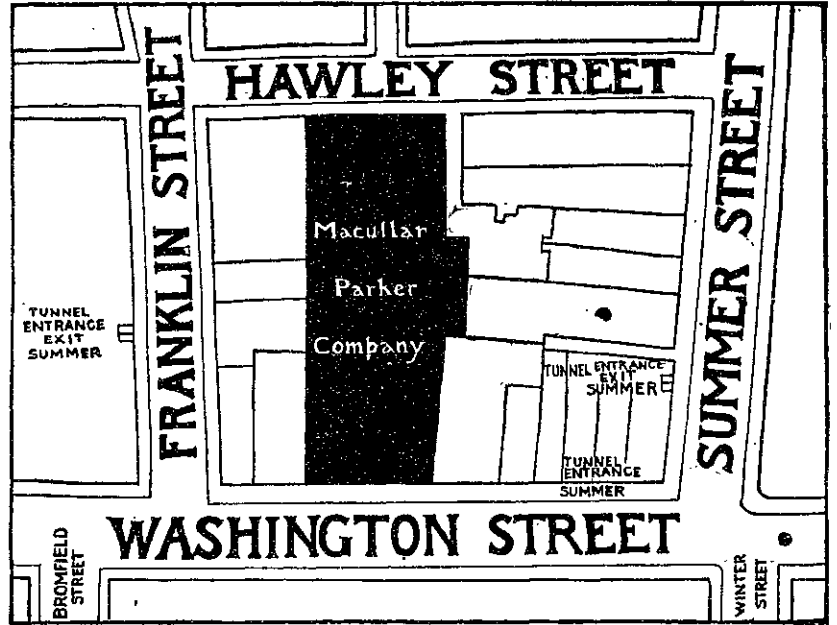 HAWLEY STREET
FRANKLIN STREET
SUMMER STREET
Macullar
Parker
Company
TUNNEL
ENTRANCE
EXIT
SUMMER
TUNNEL ENTRANCE
EXIT
SUMMER
TUNNEL
ENTRANCE
SUMMER
WASHINGTON STREET
BROMFIELD
STREET
WINTER
STREET